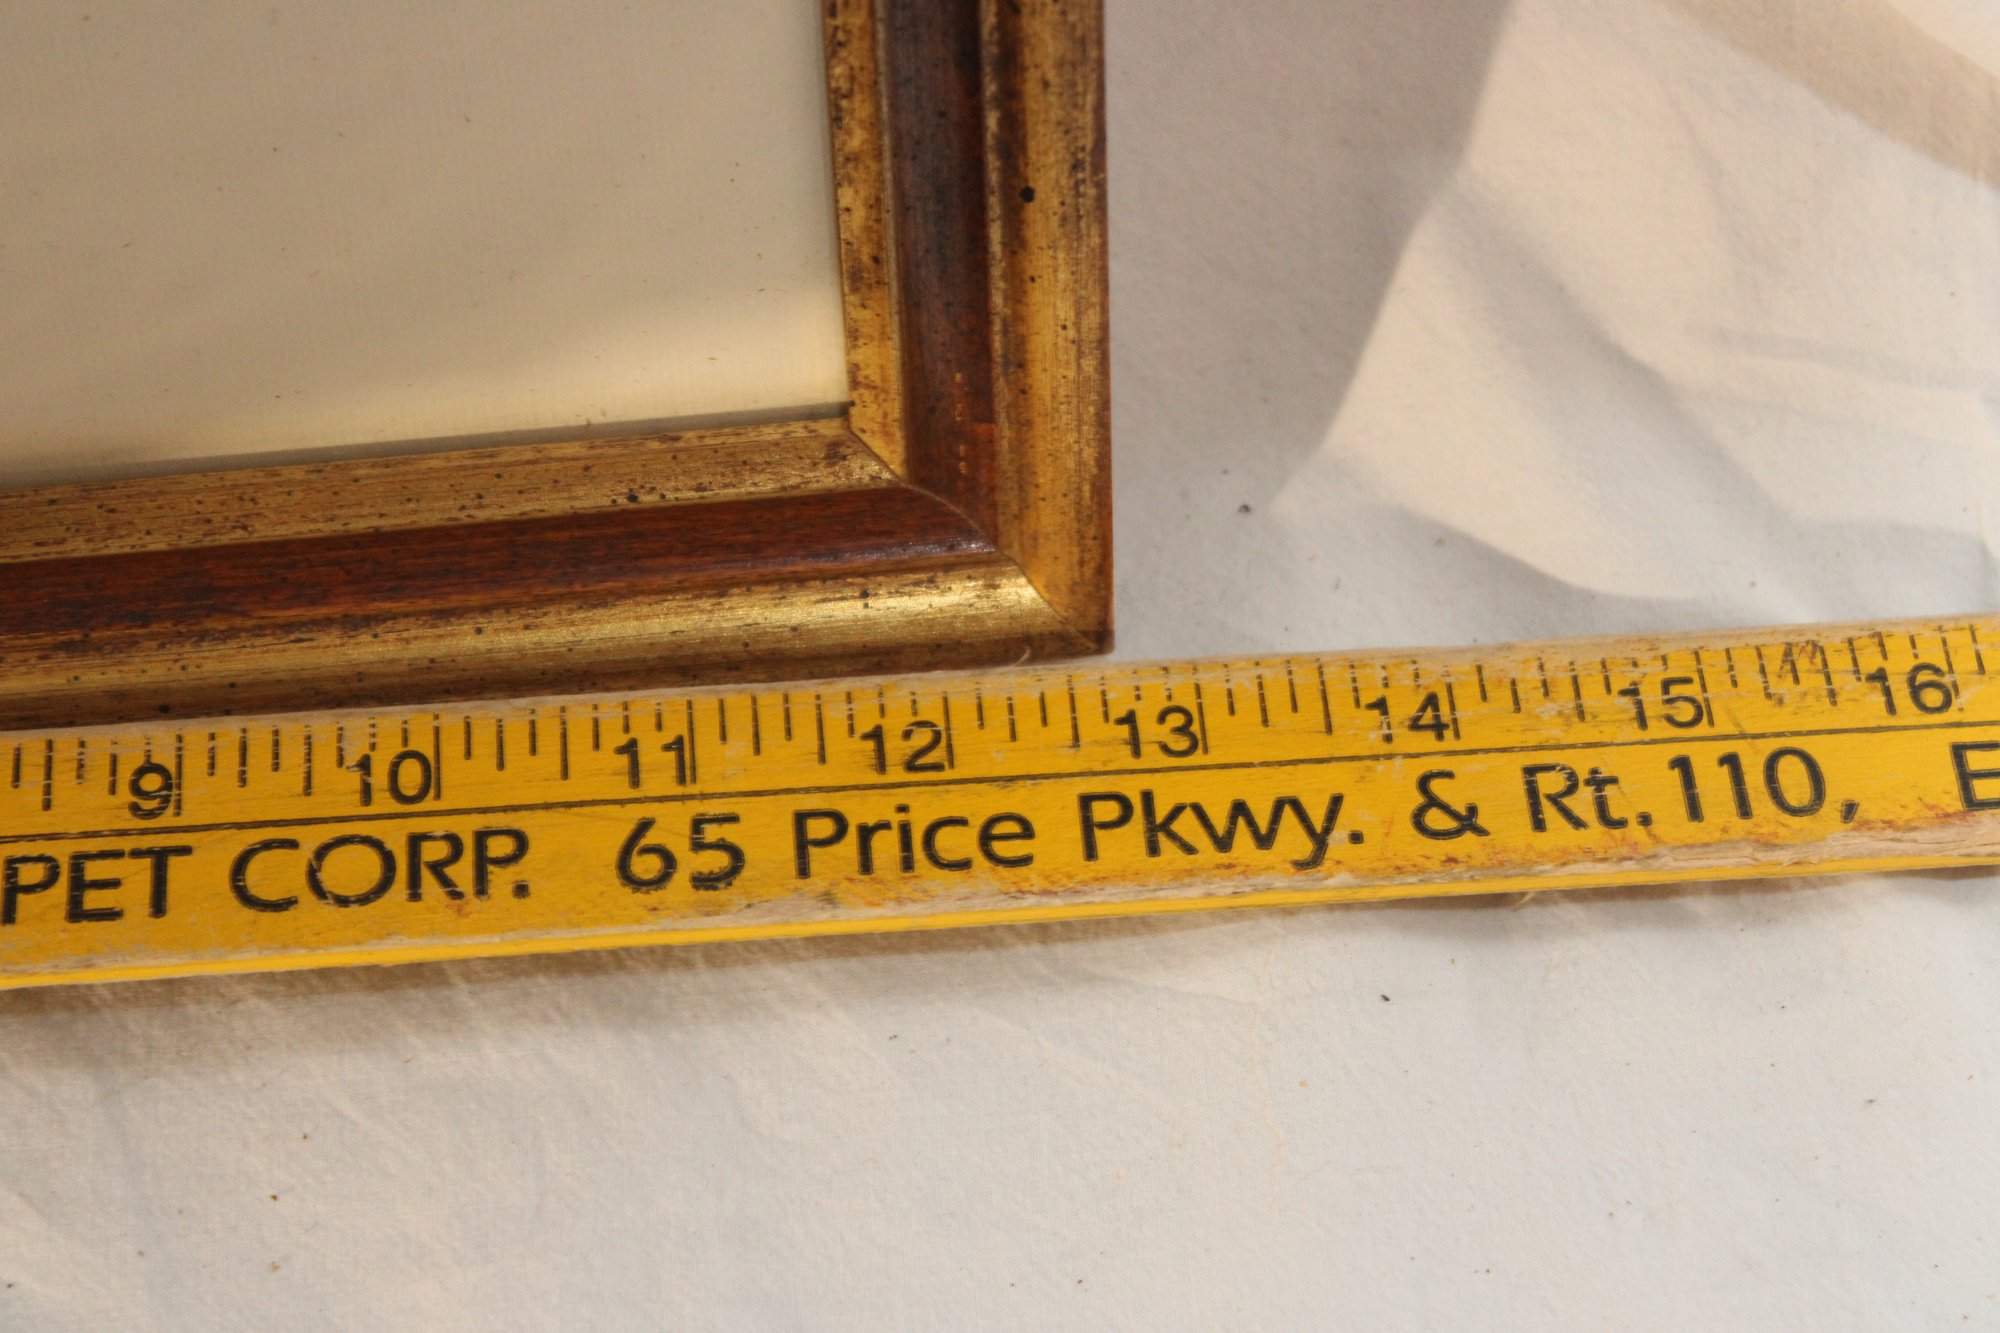 9 10 11 12 13 14 15 16
PET CORP. 65 Price Pkwy. & Rt. 110, E